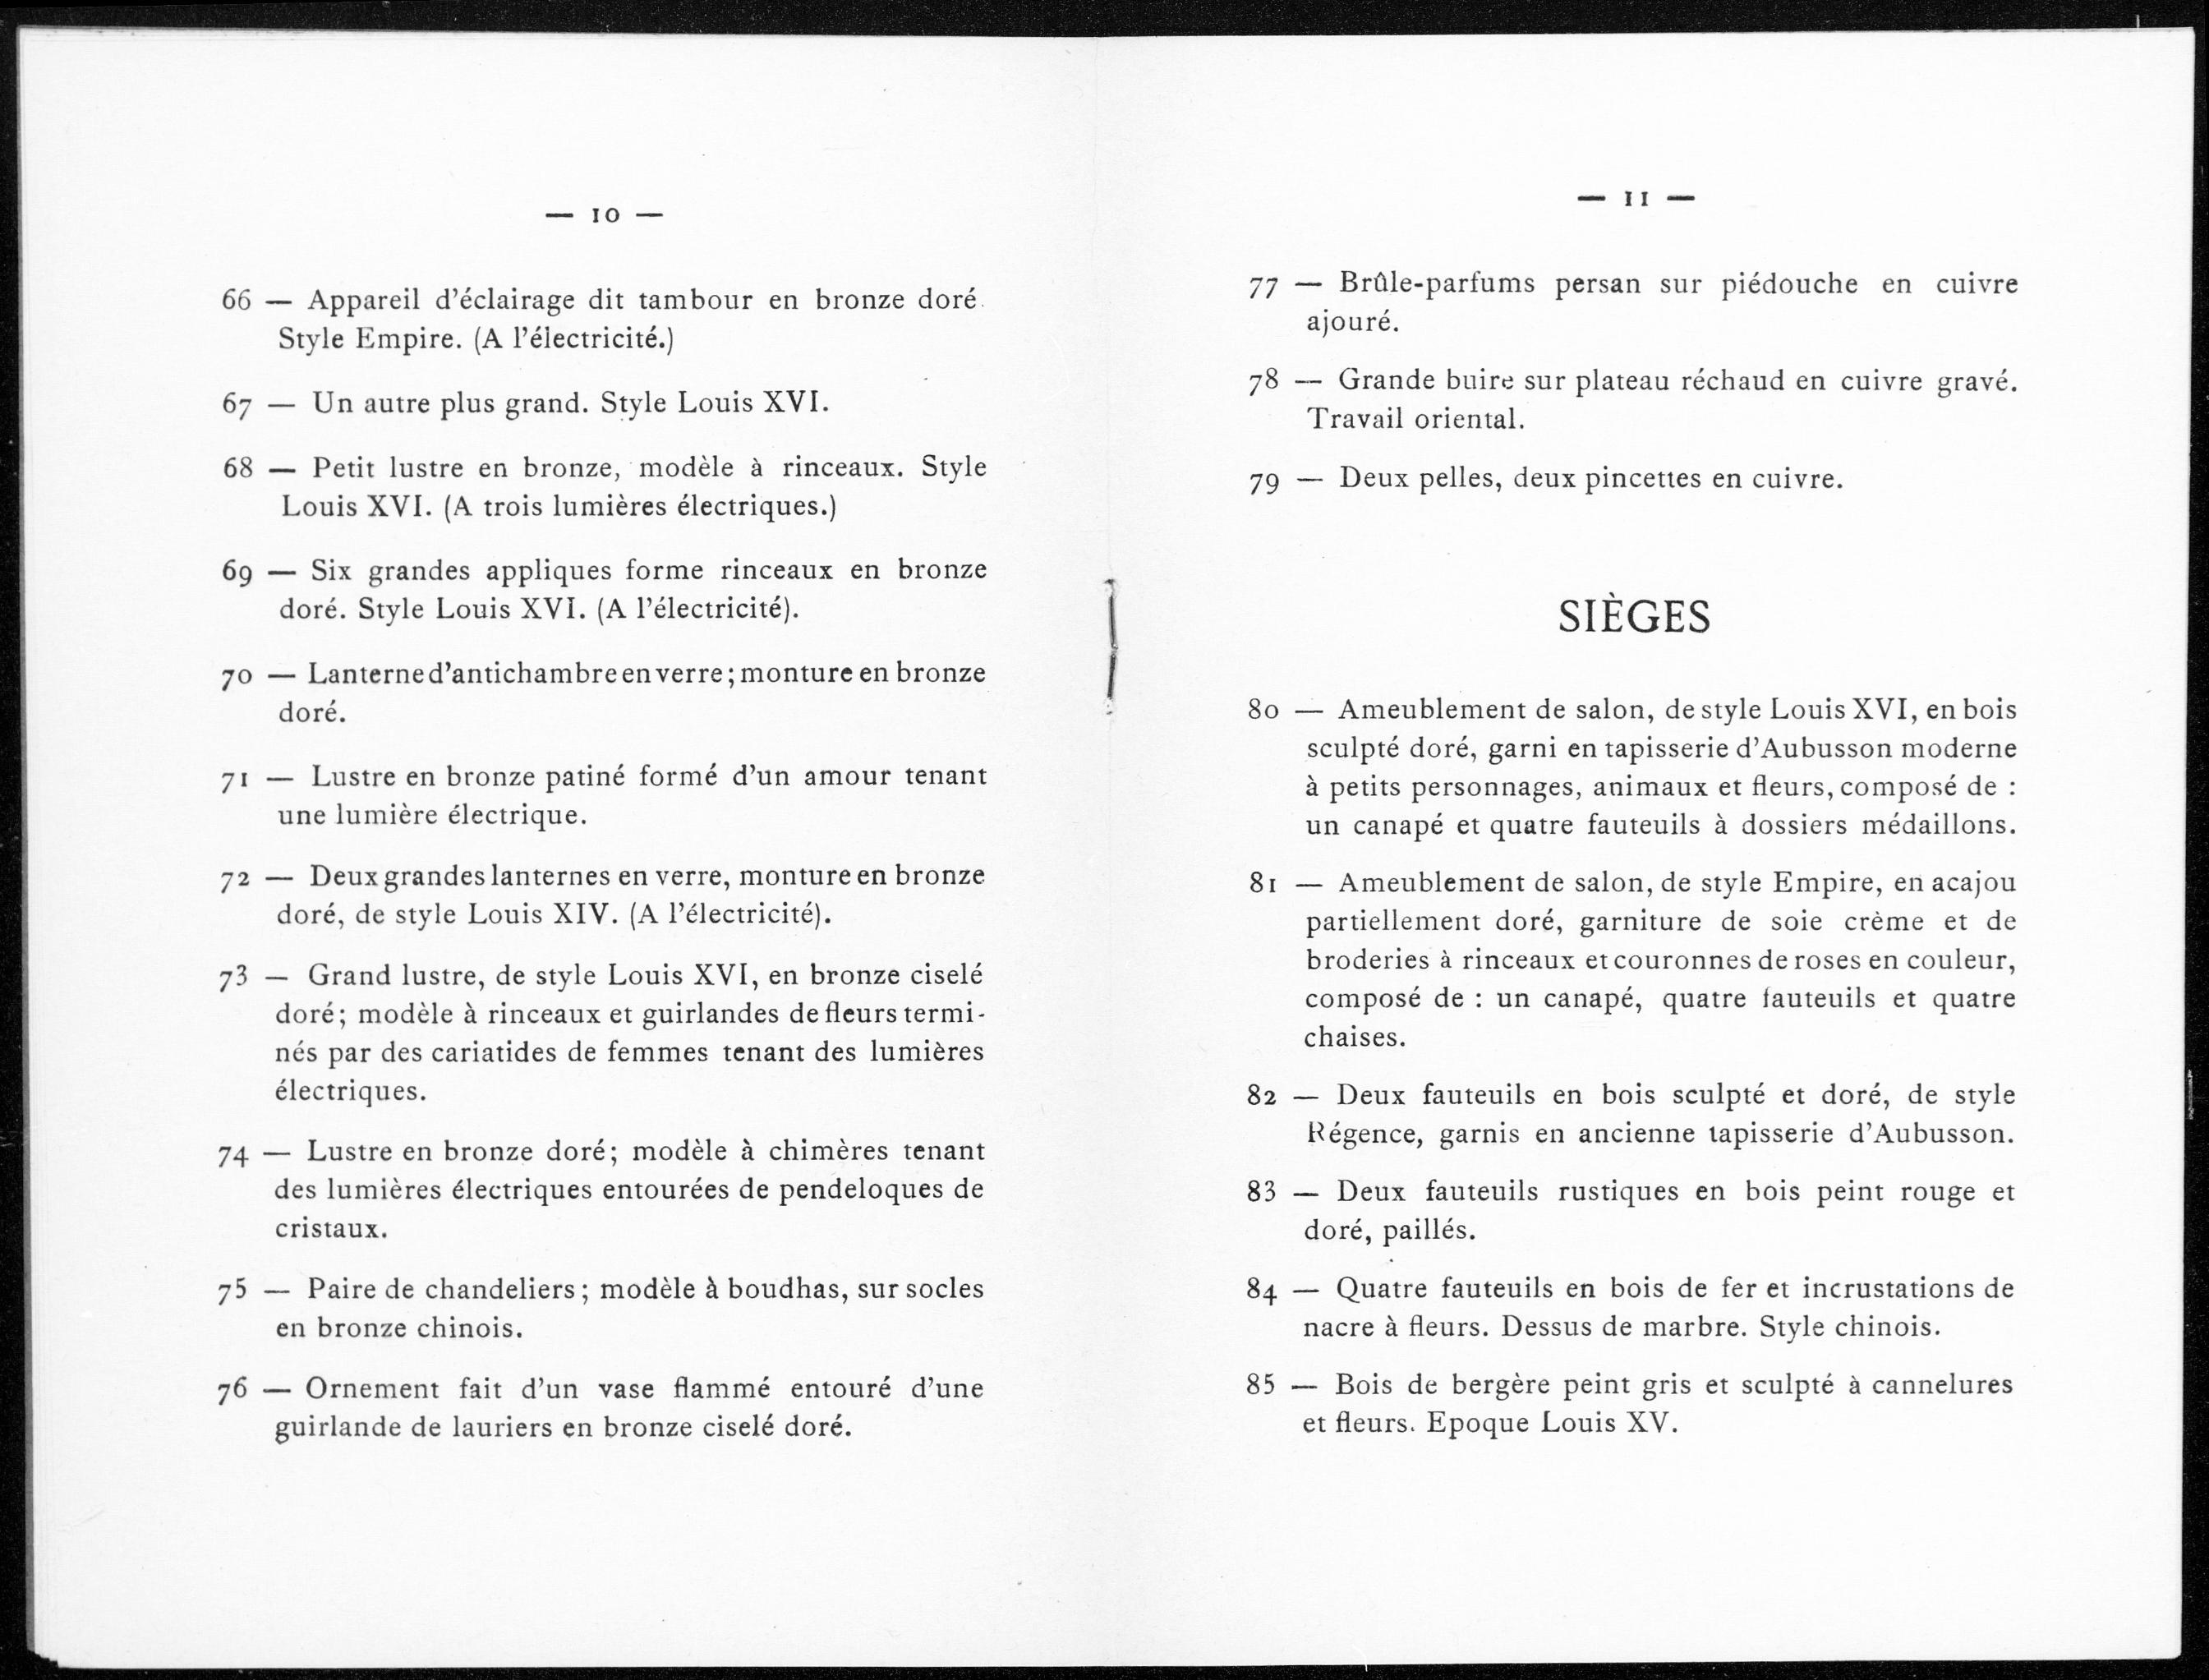 — 10 —
66 — Appareil d'éclairage dit tambour en bronze doré.
Style Empire. (A l'électricité.)
67 — Un autre plus grand. Style Louis XVI.
68 — Petit lustre en bronze, modèle à rinceaux. Style
Louis XVI. (A trois lumières électriques.)
69 — Six grandes appliques forme rinceaux en bronze
doré. Style Louis XVI. (A l'électricité).
70 — Lanterne d'antichambre en verre ; monture en bronze
doré.
71 — Lustre en bronze patiné formé d'un amour tenant
une lumière électrique.
72 — Deux grandes lanternes en verre, monture en bronze
doré, de style Louis XIV. (A l'électricité).
73 — Grand lustre, de style Louis XVI, en bronze ciselé
doré ; modèle à rinceaux et guirlandes de fleurs termi-
nés par des cariatides de femmes tenant des lumières
électriques.
74 — Lustre en bronze doré ; modèle à chimères tenant
des lumières électriques entourées de pendeloques de
cristaux.
75 — Paire de chandeliers ; modèle à boudhas, sur socles
en bronze chinois.
76 — Ornement fait d'un vase flammé entouré d'une
guirlande de lauriers en bronze ciselé doré.
— 11 —
77 — Brûle-parfums persan sur piédouche en cuivre
ajouré.
78 — Grande buire sur plateau réchaud en cuivre gravé.
Travail oriental.
79 — Deux pelles, deux pincettes en cuivre.
SIÈGES
80 — Ameublement de salon, de style Louis XVI, en bois
sculpté doré, garni en tapisserie d'Aubusson moderne
à petits personnages, animaux et fleurs, composé de :
un canapé et quatre fauteuils à dossiers médaillons.
81 — Ameublement de salon, de style Empire, en acajou
partiellement doré, garniture de soie crème et de
broderies à rinceaux et couronnes de roses en couleur,
composé de : un canapé, quatre fauteuils et quatre
chaises.
82 — Deux fauteuils en bois sculpté et doré, de style
Régence, garnis en ancienne tapisserie d'Aubusson.
83 — Deux fauteuils rustiques en bois peint rouge et
doré, paillés.
84 — Quatre fauteuils en bois de fer et incrustations de
nacre à fleurs. Dessus de marbre. Style chinois.
85 — Bois de bergère peint gris et sculpté à cannelures
et fleurs. Epoque Louis XV.